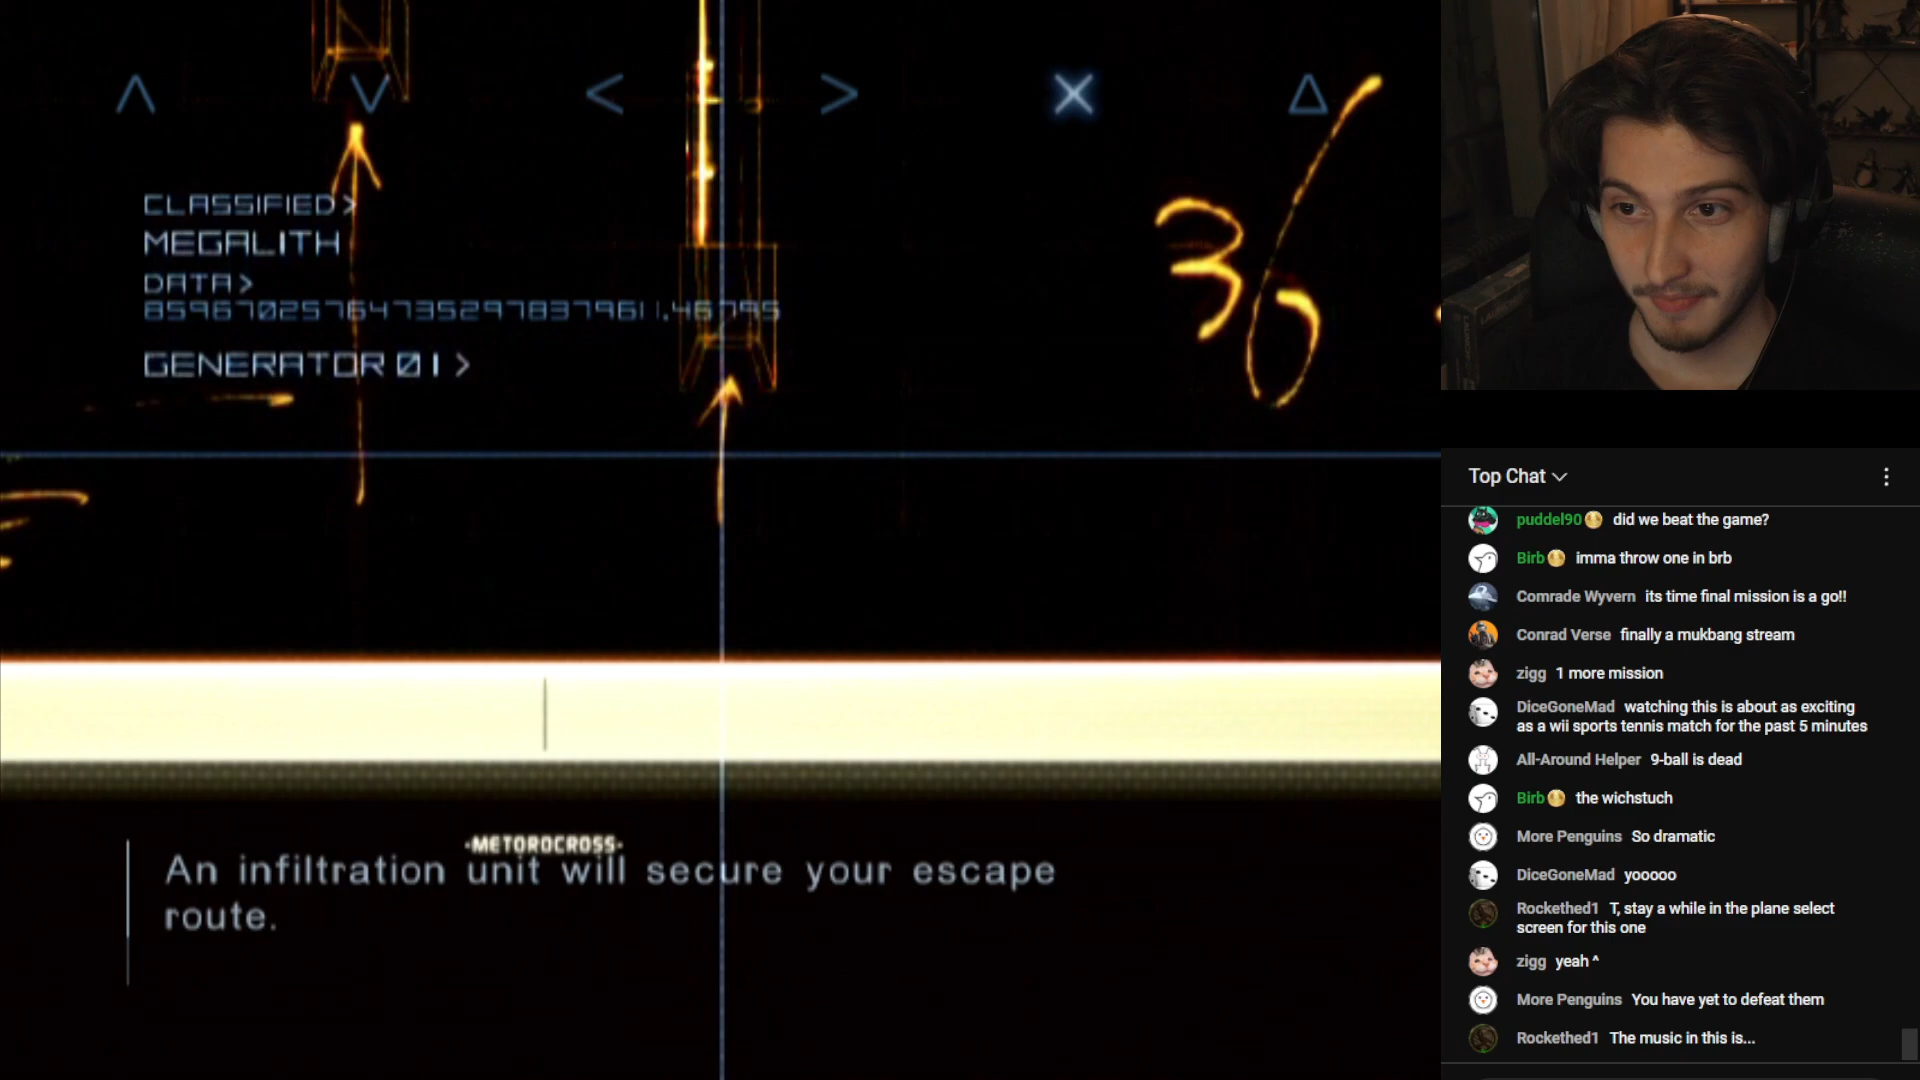 CLASSIFIED>
MEGALITH
DATA>
859670257647352978379611.46795
GENERATOR 01 >
30
An infiltration unit will secure your escape
route.
·METOROCROSS·
Top Chat
puddel90 did we beat the game?
Birb imma throw one in brb
Comrade Wyvern its time final mission is a go!!
Conrad Verse finally a mukbang stream
zigg 1 more mission
DiceGoneMad watching this is about as exciting
as a wii sports tennis match for the past 5 minutes
All-Around Helper 9-ball is dead
Birb the wichstuch
More Penguins So dramatic
DiceGoneMad yooooo
Rockethed1 T, stay a while in the plane select
screen for this one
zigg yeah ^
More Penguins You have yet to defeat them
Rockethed1 The music in this is...